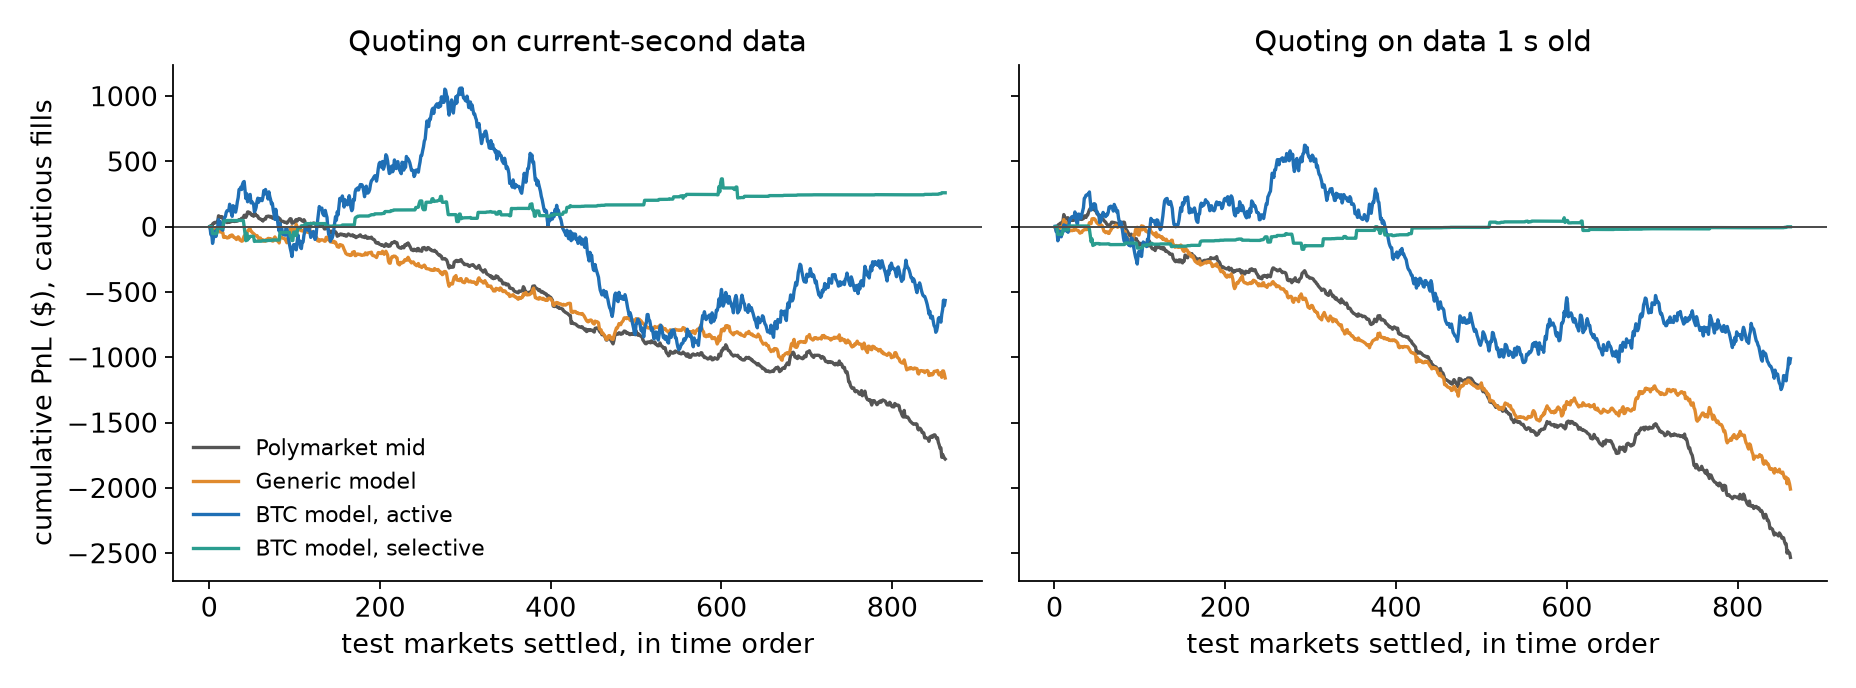 Quoting on current-second data
Quoting on data 1 s old
cumulative PnL ($), cautious fills
1000
500
0
−500
−1000
−1500
−2000
−2500
Polymarket mid
Generic model
BTC model, active
BTC model, selective
0 200 400 600 800
0 200 400 600 800
test markets settled, in time order
test markets settled, in time order